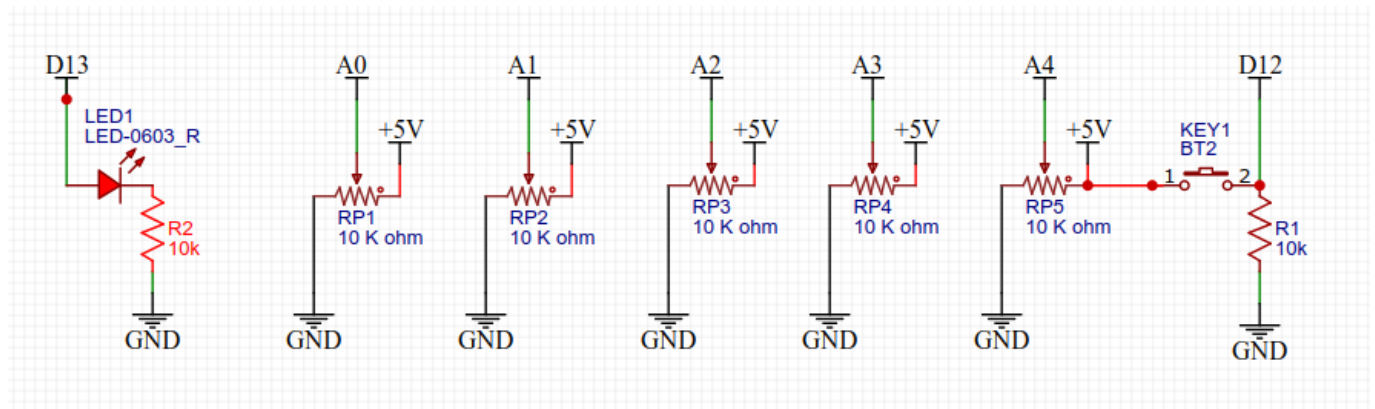 D13
LED1
LED-0603_R
R2
10k
GND
A0
+5V
RP1
10 K ohm
GND
A1
+5V
RP2
10 K ohm
GND
A2
+5V
RP3
10 K ohm
GND
A3
+5V
RP4
10 K ohm
GND
A4
+5V
RP5
10 K ohm
GND
KEY1
BT2
1
2
D12
R1
10k
GND